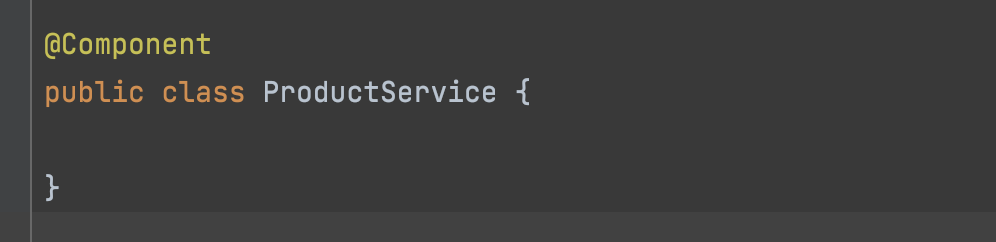 @Component
public class ProductService {
}